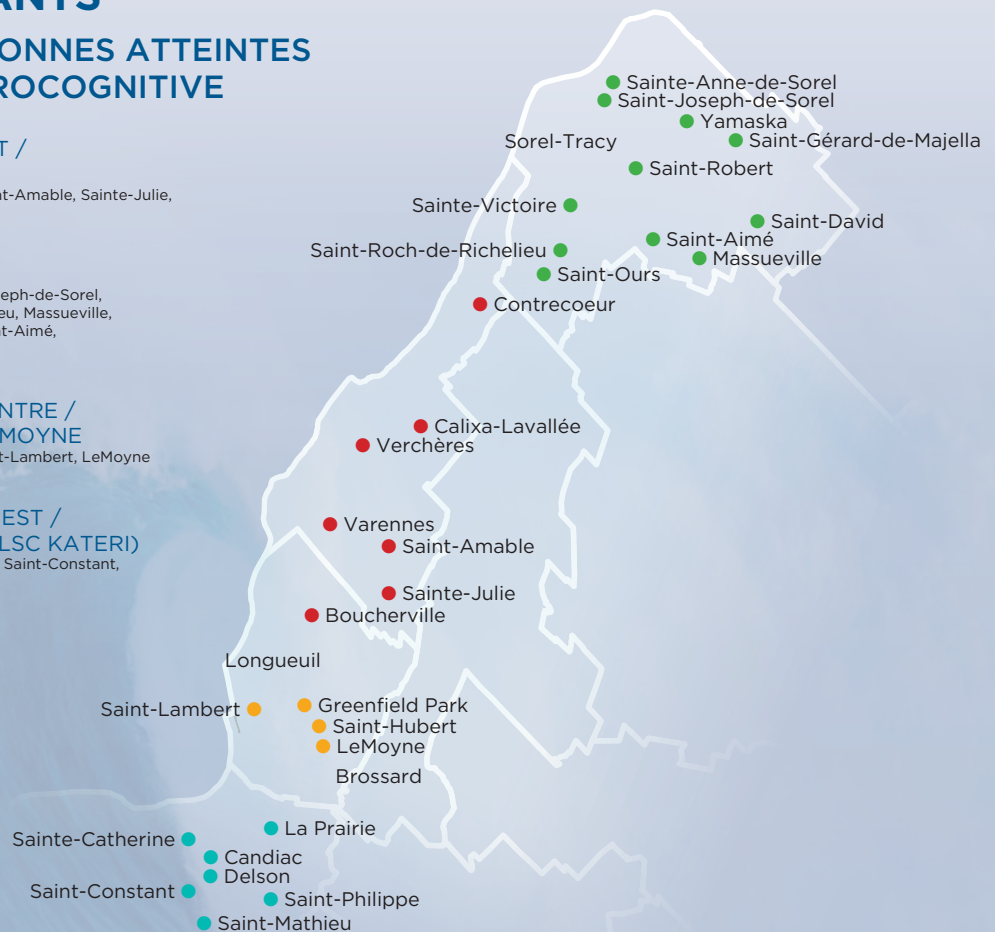 ANTS
ONNES ATTEINTES
ROCOGNITIVE
T /
nt-Amable, Sainte-Julie,
eph-de-Sorel,
eu, Massueville,
nt-Aimé,
NTRE /
MOYNE
t-Lambert, LeMoyne
EST /
LSC KATERI)
Saint-Constant,
Sainte-Anne-de-Sorel
Saint-Joseph-de-Sorel
Yamaska
Sorel-Tracy
Saint-Gérard-de-Majella
Saint-Robert
Sainte-Victoire
Saint-David
Saint-Aimé
Saint-Roch-de-Richelieu
Massueville
Saint-Ours
Contrecoeur
Calixa-Lavallée
Verchères
Varennes
Saint-Amable
Sainte-Julie
Boucherville
Longueuil
Saint-Lambert
Greenfield Park
Saint-Hubert
LeMoyne
Brossard
La Prairie
Sainte-Catherine
Candiac
Delson
Saint-Constant
Saint-Philippe
Saint-Mathieu